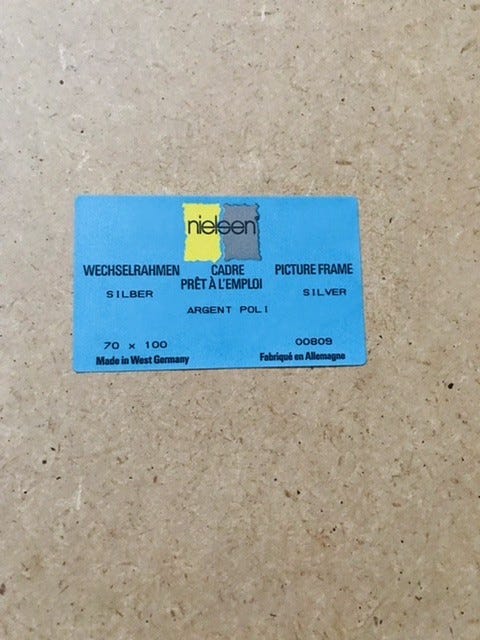 nielsen
WECHSELRAHMEN CADRE PICTURE FRAME
PRÊT À L'EMPLOI
SILBER SILVER
ARGENT POLI
70 x 100 00809
Made in West Germany Fabriqué en Allemagne